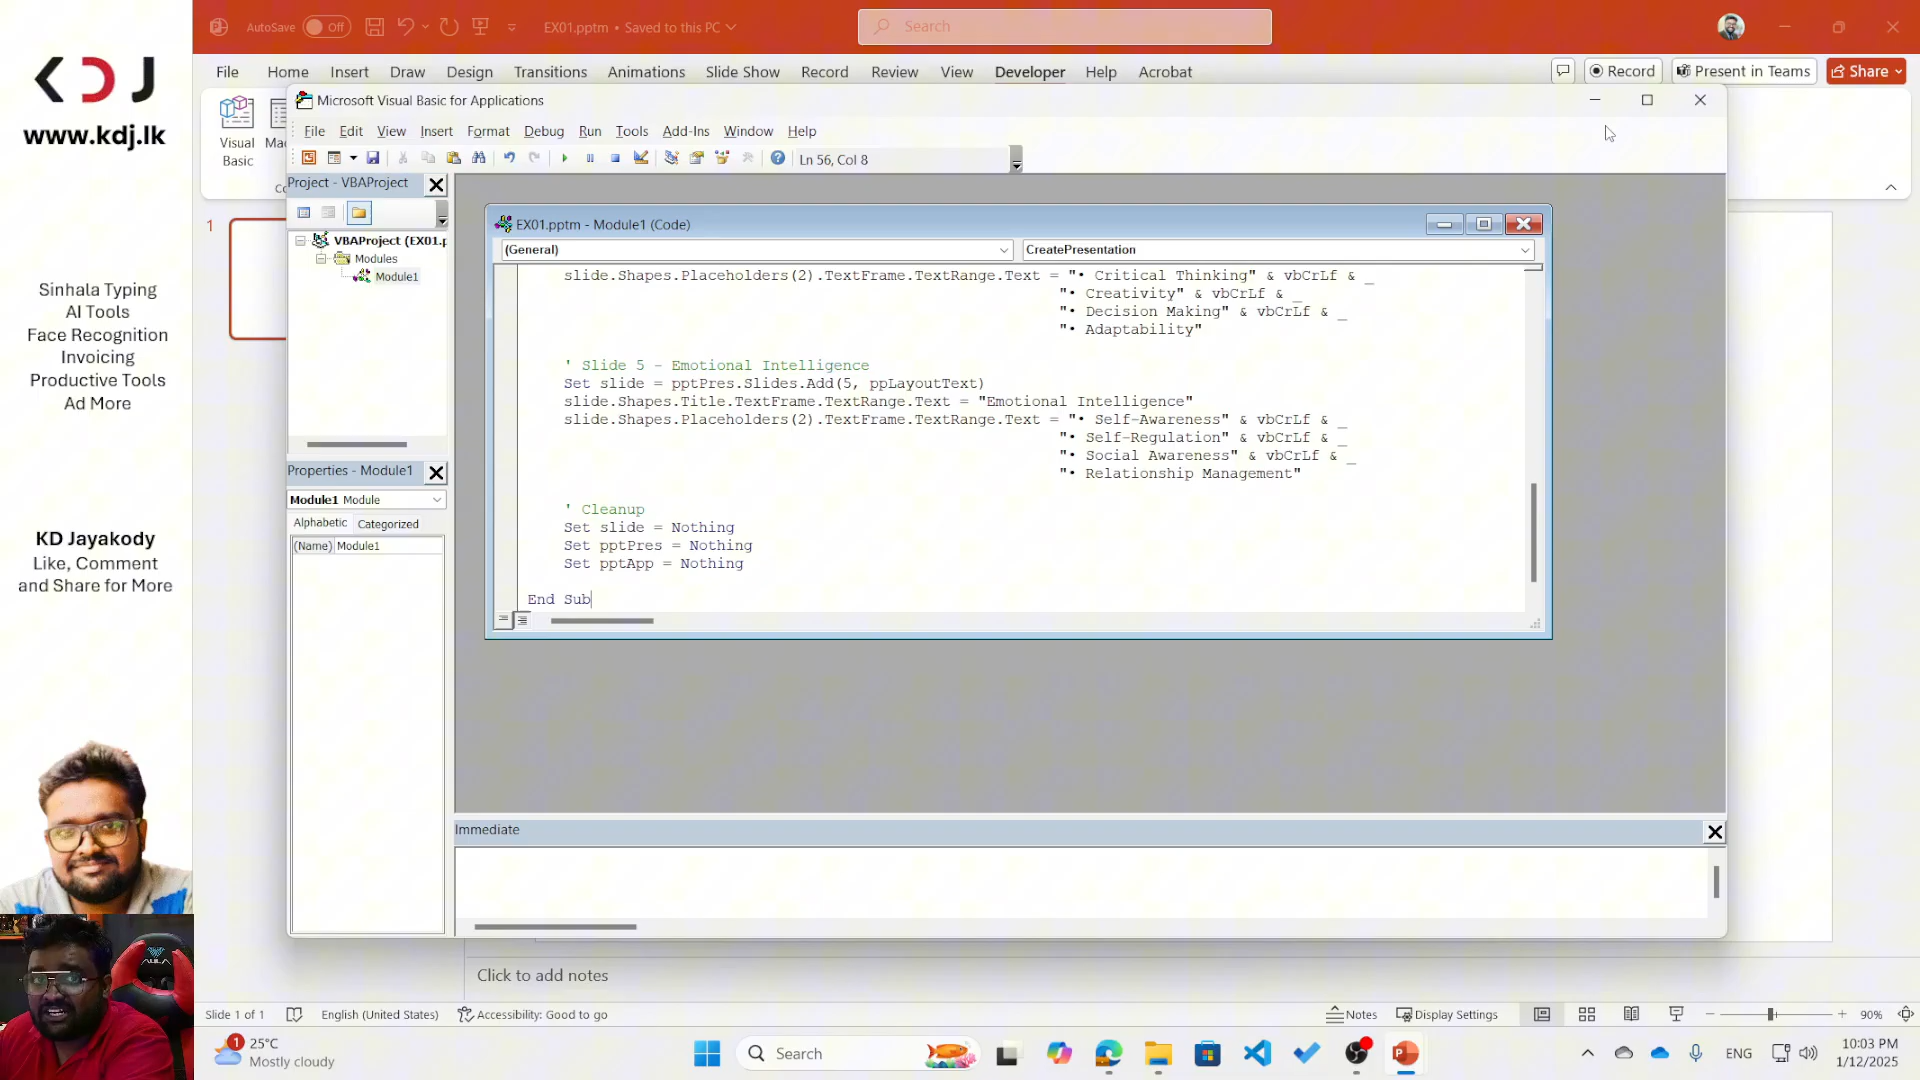 AutoSave Off EX01.pptm • Saved to this PC Search
File Home Insert Draw Design Transitions Animations Slide Show Record Review View Developer Help Acrobat Record Present in Teams Share
KDJ
www.kdj.lk
Sinhala Typing
AI Tools
Face Recognition
Invoicing
Productive Tools
Ad More
KD Jayakody
Like, Comment
and Share for More
AULA
Visual
Basic
1
Microsoft Visual Basic for Applications
File Edit View Insert Format Debug Run Tools Add-Ins Window Help
Ln 56, Col 8
Project - VBAProject
VBAProject (EX01.p
Modules
Module1
Properties - Module1
Module1 Module
Alphabetic Categorized
(Name) Module1
EX01.pptm - Module1 (Code)
(General) CreatePresentation
slide.Shapes.Placeholders(2).TextFrame.TextRange.Text = "• Critical Thinking" & vbCrLf & _
"• Creativity" & vbCrLf & _
"• Decision Making" & vbCrLf & _
"• Adaptability"
' Slide 5 - Emotional Intelligence
Set slide = pptPres.Slides.Add(5, ppLayoutText)
slide.Shapes.Title.TextFrame.TextRange.Text = "Emotional Intelligence"
slide.Shapes.Placeholders(2).TextFrame.TextRange.Text = "• Self-Awareness" & vbCrLf & _
"• Self-Regulation" & vbCrLf & _
"• Social Awareness" & vbCrLf & _
"• Relationship Management"
' Cleanup
Set slide = Nothing
Set pptPres = Nothing
Set pptApp = Nothing
End Sub
Immediate
Click to add notes
Slide 1 of 1 English (United States) Accessibility: Good to go Notes Display Settings 90%
1 25°C
Mostly cloudy
Search
ENG
10:03 PM
1/12/2025